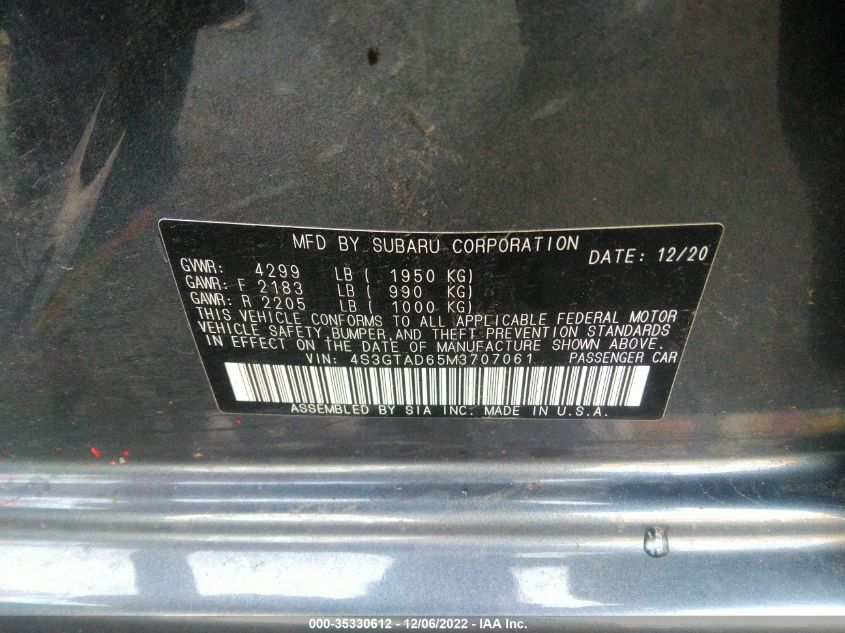 MFD BY SUBARU CORPORATION DATE: 12/20
GVWR: 4299 LB ( 1950 KG)
GAWR: F 2183 LB ( 990 KG)
GAWR: R 2205 LB ( 1000 KG)
THIS VEHICLE CONFORMS TO ALL APPLICABLE FEDERAL MOTOR
VEHICLE SAFETY, BUMPER, AND THEFT PREVENTION STANDARDS
IN EFFECT ON THE DATE OF MANUFACTURE SHOWN ABOVE.
VIN: 4S3GTAD65M3707061 PASSENGER CAR
ASSEMBLED BY SIA INC. MADE IN U.S.A.
000-35330612 - 12/06/2022 - IAA Inc.